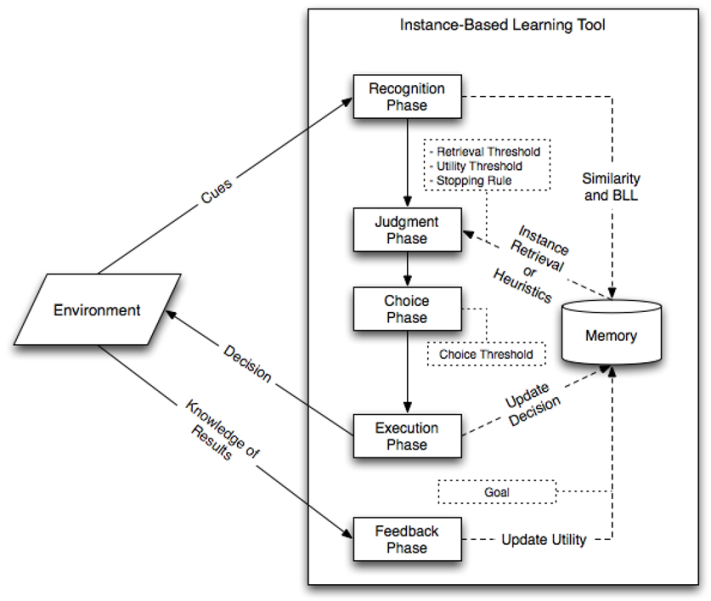 Instance-Based Learning Tool
Recognition
Phase
- Retrieval Threshold
- Utility Threshold
- Stopping Rule
Similarity
and BLL
Cues
Judgment
Phase
Instance
Retrieval
or
Heuristics
Environment
Choice
Phase
Memory
Choice Threshold
Decision
Update
Decision
Knowledge of
Results
Execution
Phase
Goal
Feedback
Phase
Update Utility